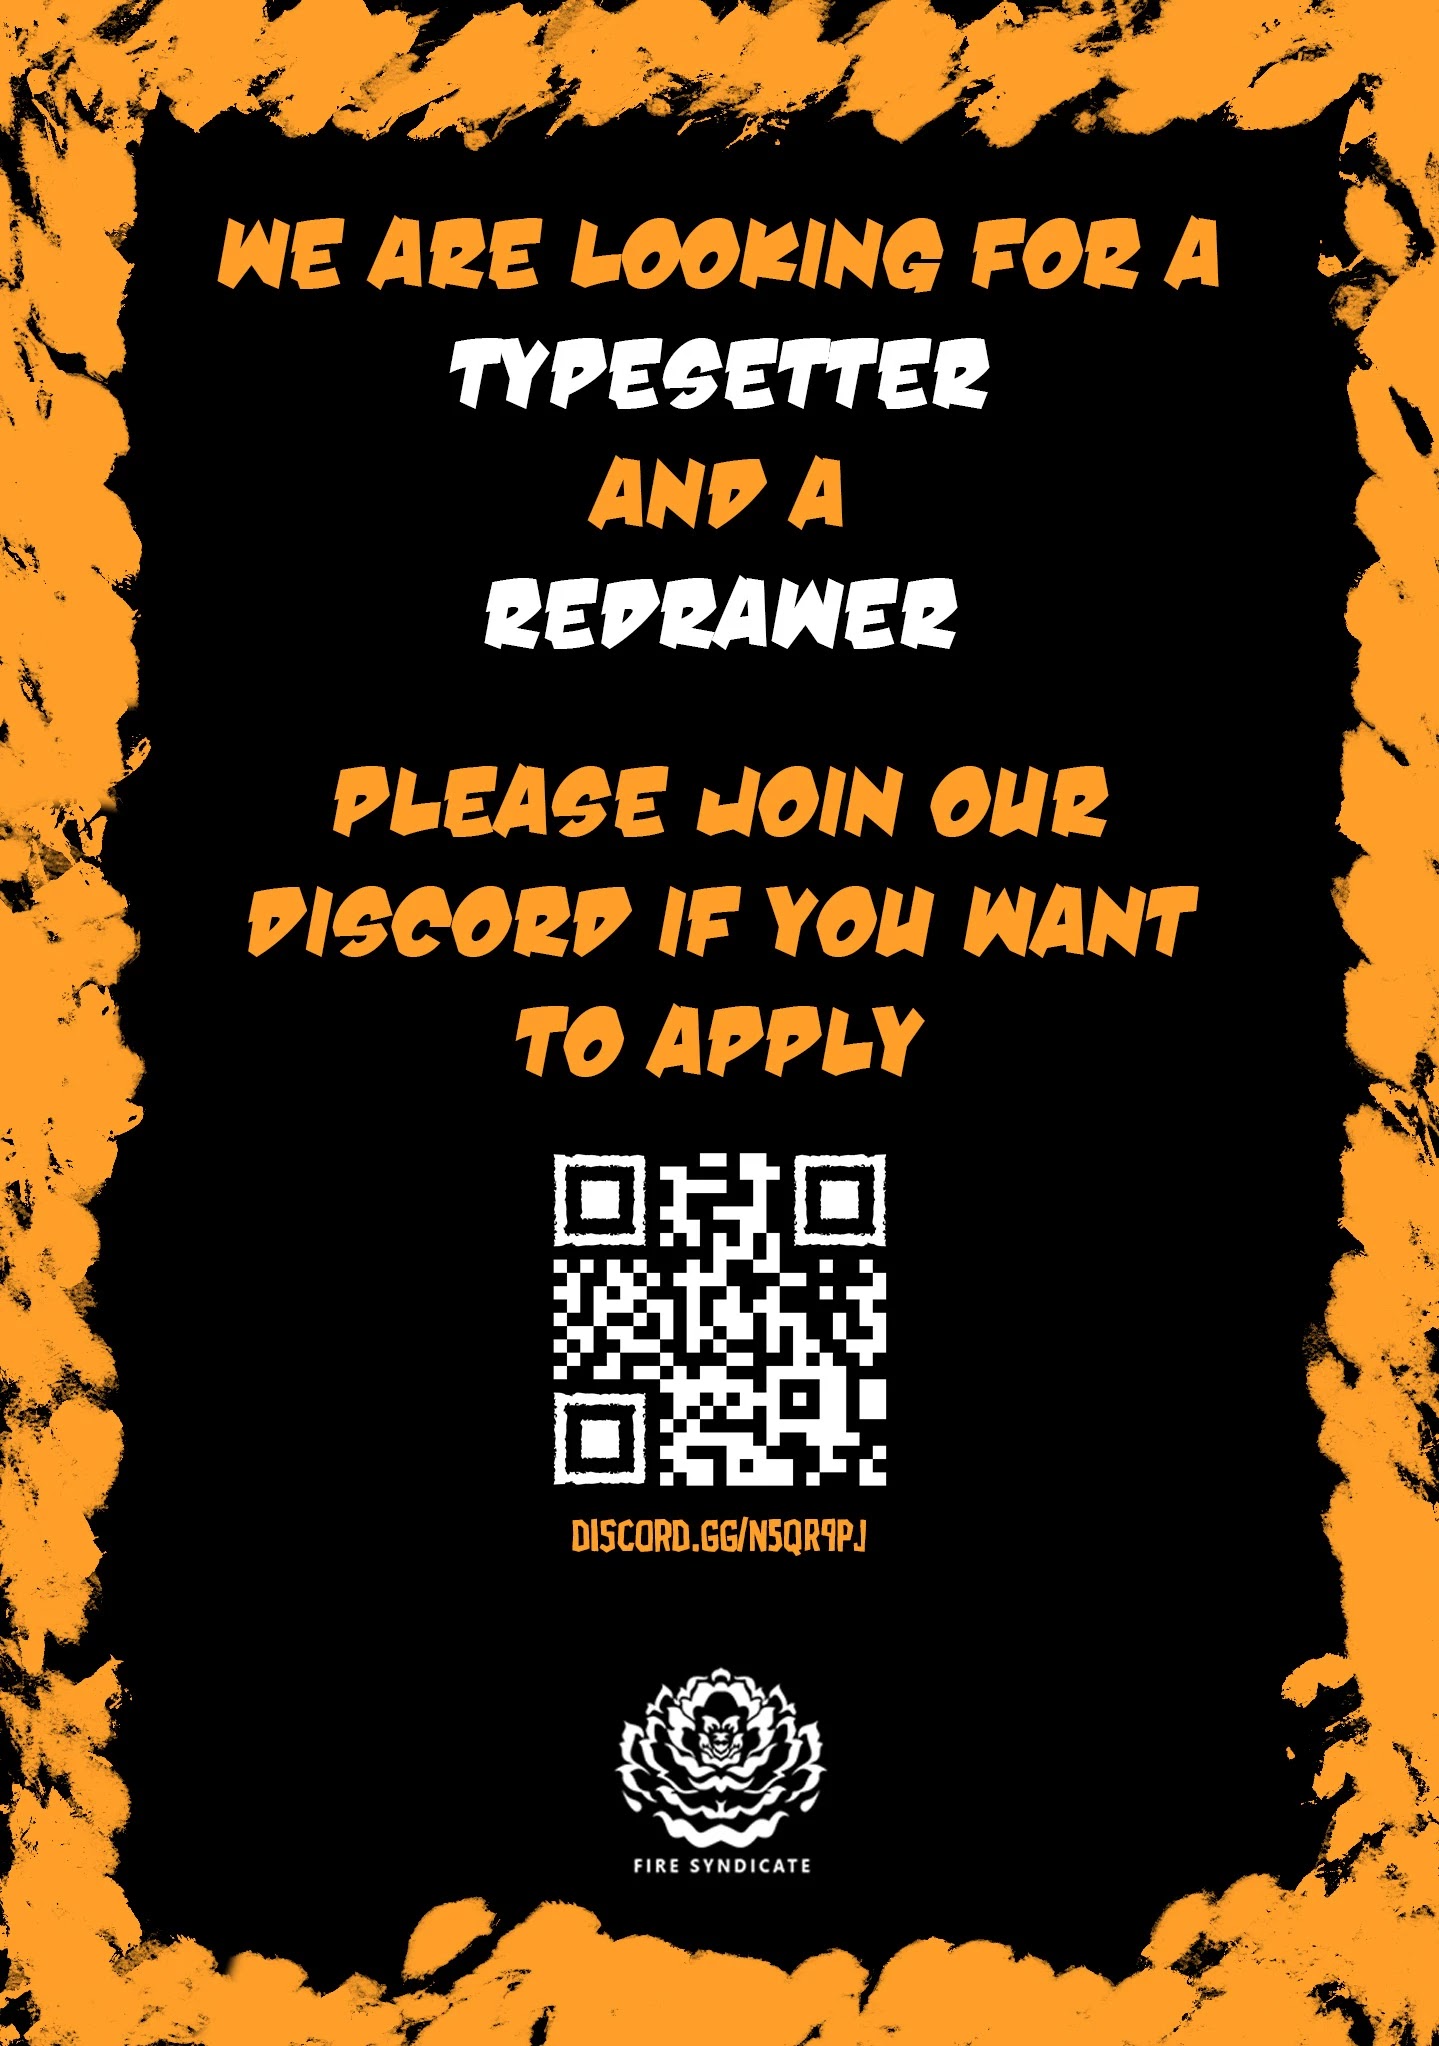 WE ARE LOOKING FOR A
TYPESETTER
AND A
REDRAWER
PLEASE JOIN OUR
DISCORD IF YOU WANT
TO APPLY
DISCORD.GG/N5QR9PJ
FIRE SYNDICATE